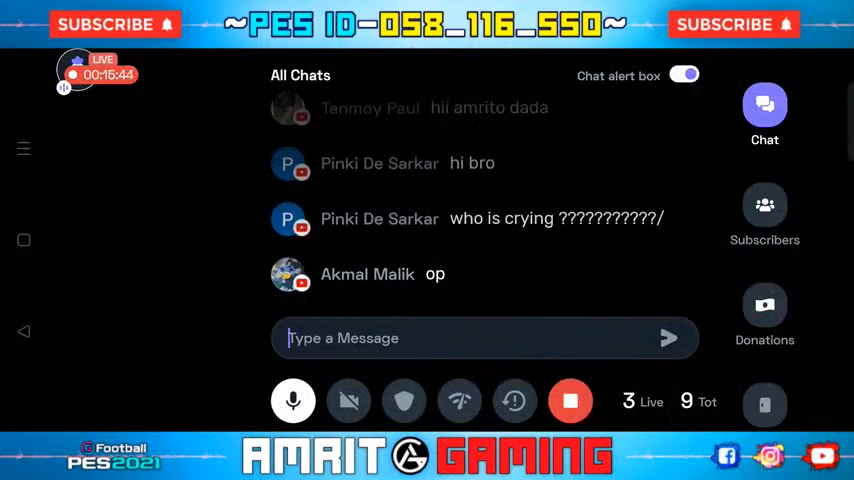 SUBSCRIBE ~PES ID-058_116_550~ SUBSCRIBE
LIVE
00:15:44
All Chats
Chat alert box
Tanmoy Paul hii amrito dada
Chat
P Pinki De Sarkar hi bro
P Pinki De Sarkar who is crying ???????????/
Subscribers
Akmal Malik op
Type a Message
Donations
3 Live 9 Tot
eFootball
PES2021
AMRIT G GAMING